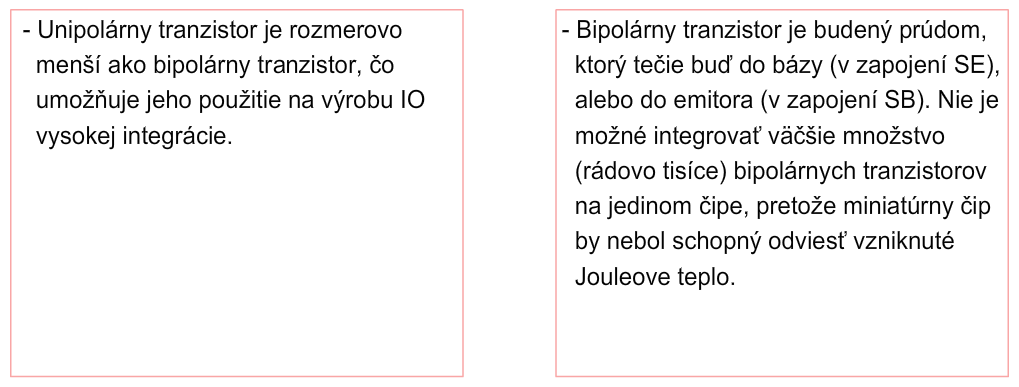 - Unipolárny tranzistor je rozmerovo
menší ako bipolárny tranzistor, čo
umožňuje jeho použitie na výrobu IO
vysokej integrácie.
- Bipolárny tranzistor je budený prúdom,
ktorý tečie buď do bázy (v zapojení SE),
alebo do emitora (v zapojení SB). Nie je
možné integrovať väčšie množstvo
(rádovo tisíce) bipolárnych tranzistorov
na jedinom čipe, pretože miniatúrny čip
by nebol schopný odviesť vzniknuté
Jouleove teplo.